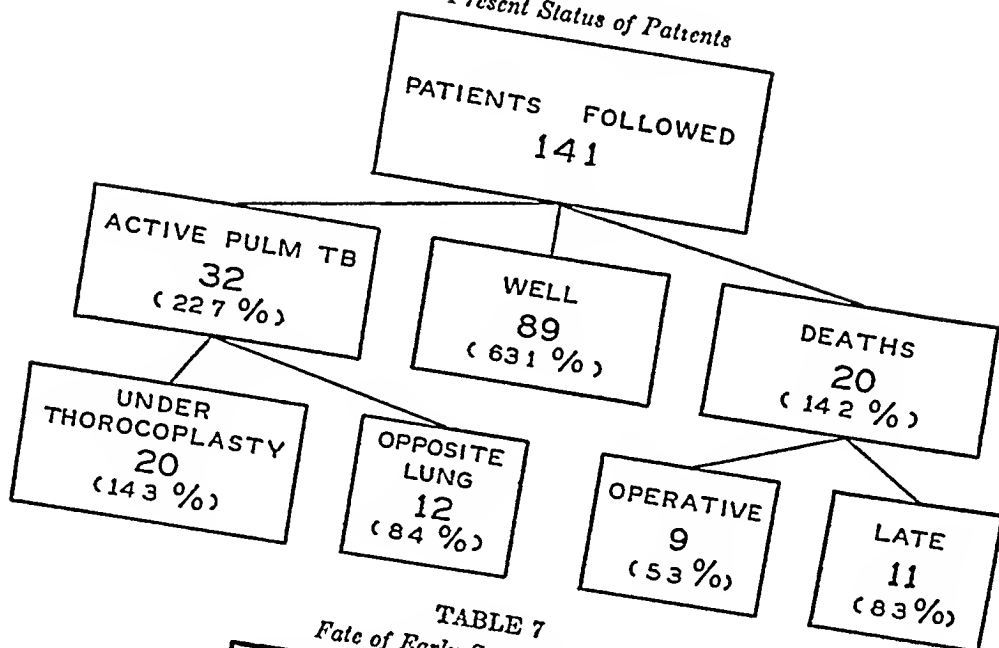 Present Status of Patients
PATIENTS FOLLOWED
141
ACTIVE PULM TB
32
( 22 7 % )
WELL
89
( 63 1 % )
DEATHS
20
( 14 2 % )
UNDER
THOROCOPLASTY
20
( 14 3 % )
OPPOSITE
LUNG
12
( 8 4 % )
OPERATIVE
9
( 5 3 % )
LATE
11
( 8 3 % )
TABLE 7
Fate of Early